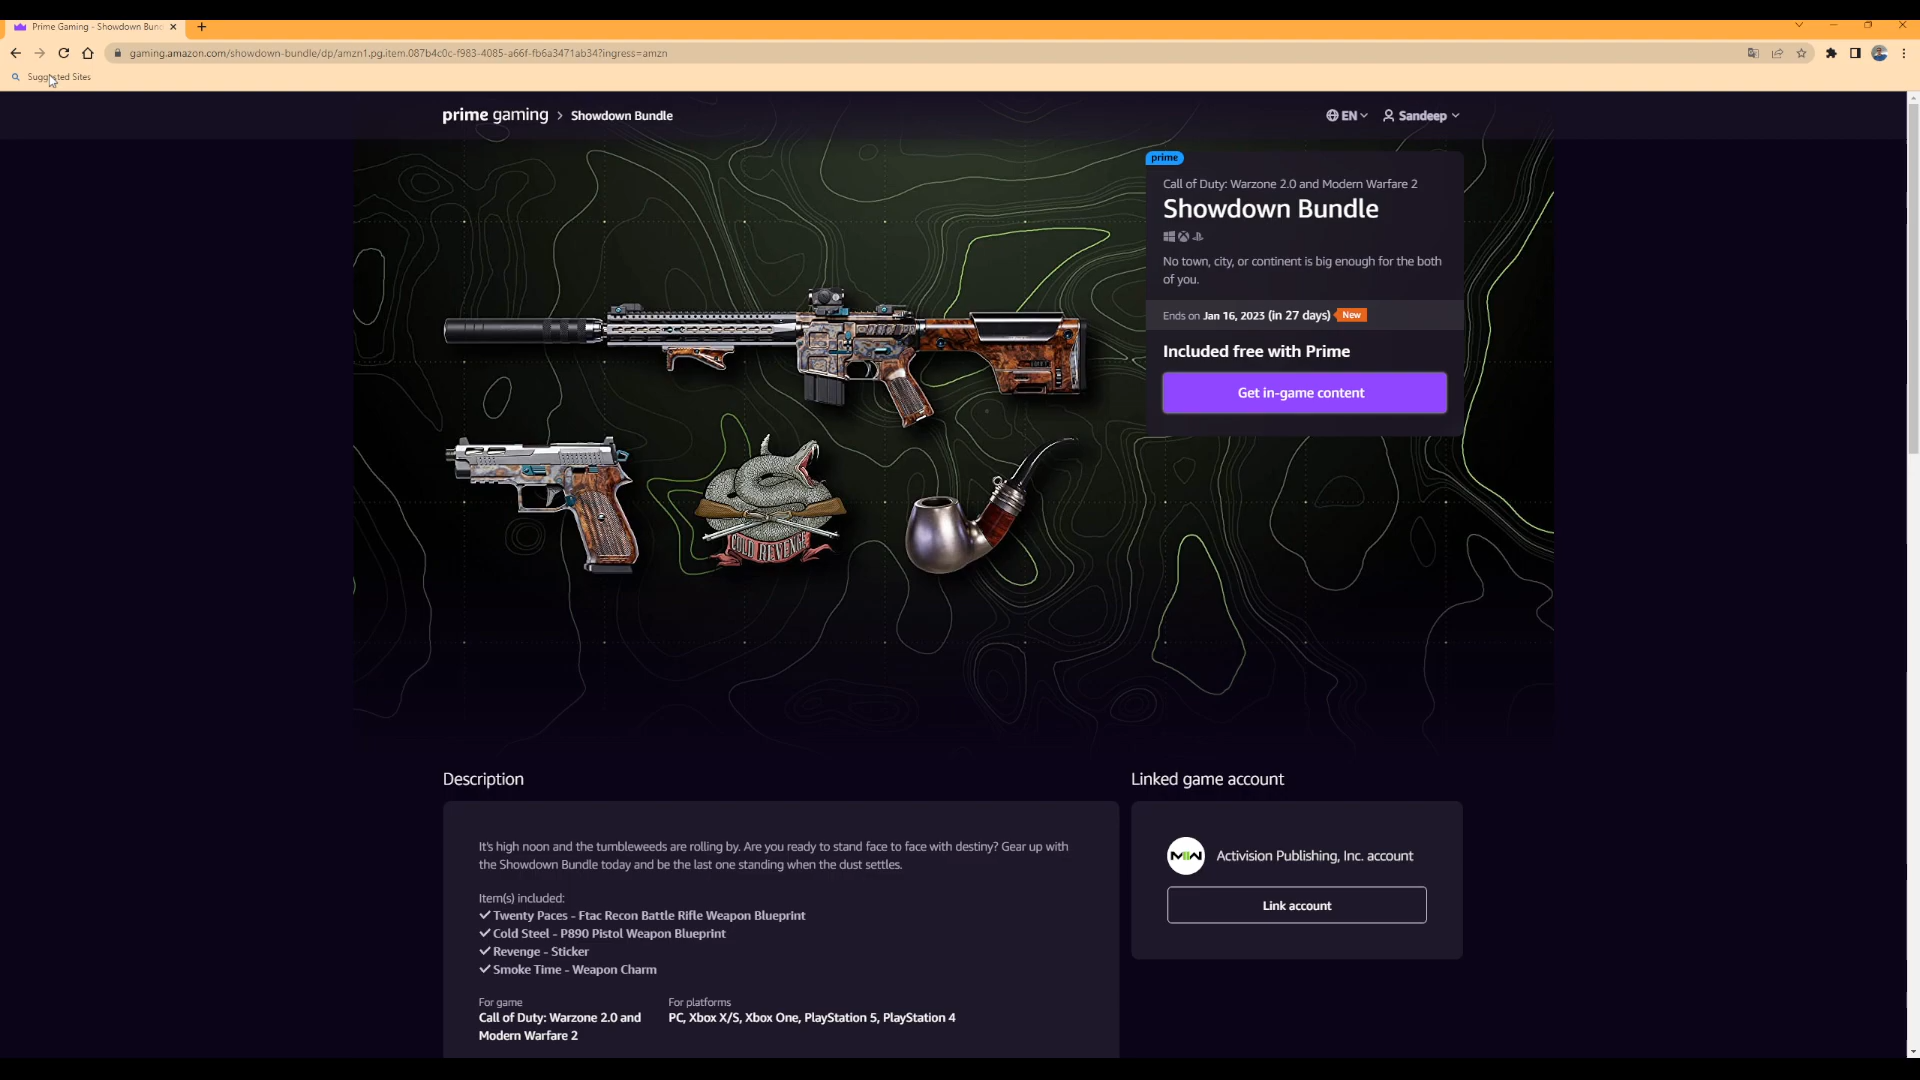 Prime Gaming - Showdown Bun
gaming.amazon.com/showdown-bundle/dp/amzn1.pg.item.087b4c0c-f983-4085-a66f-fb6a3471ab34?ingress=amzn
Suggested Sites
prime gaming > Showdown Bundle
EN
Sandeep
prime
Call of Duty: Warzone 2.0 and Modern Warfare 2
Showdown Bundle
No town, city, or continent is big enough for the both
of you.
Ends on Jan 16, 2023 (in 27 days) New
Included free with Prime
Get in-game content
COLD REVENGE
Description
It's high noon and the tumbleweeds are rolling by. Are you ready to stand face to face with destiny? Gear up with
the Showdown Bundle today and be the last one standing when the dust settles.
Item(s) included:
✓ Twenty Paces - Ftac Recon Battle Rifle Weapon Blueprint
✓ Cold Steel - P890 Pistol Weapon Blueprint
✓ Revenge - Sticker
✓ Smoke Time - Weapon Charm
For game
Call of Duty: Warzone 2.0 and
Modern Warfare 2
For platforms
PC, Xbox X/S, Xbox One, PlayStation 5, PlayStation 4
Linked game account
MW
Activision Publishing, Inc. account
Link account